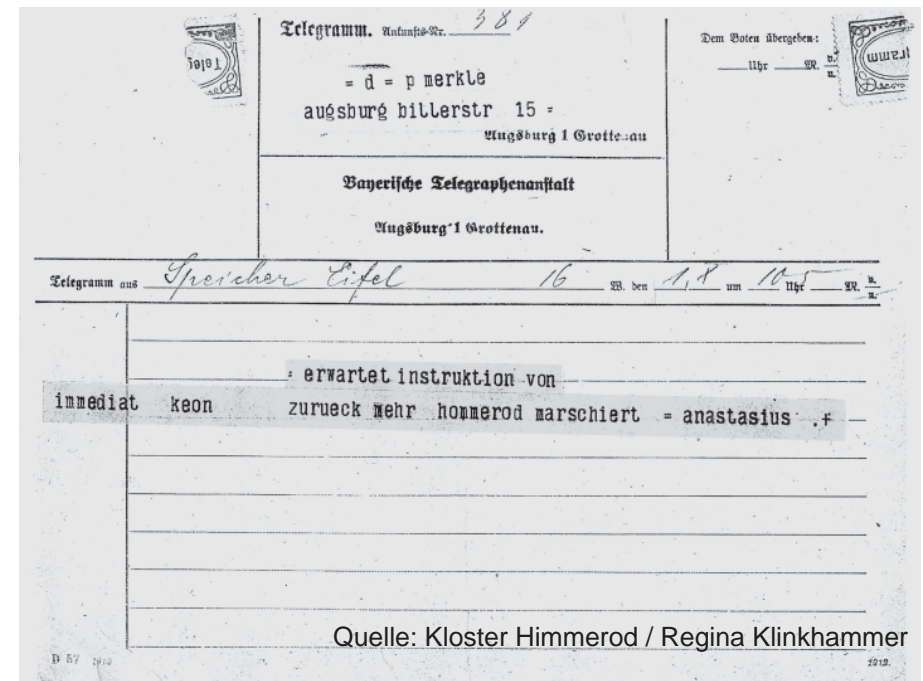 Telegramm. Ankunfts-Nr. 381
= d = p merkle
augsburg billerstr 15 =
Augsburg 1 Grottenau
Dem Boten übergeben:
Uhr M. v. n.
Bayerische Telegraphenanstalt
Augsburg 1 Grottenau.
Telegramm aus Speicher Eifel 16 W. den 1,8 um 10 5 Uhr M. v. n.
= erwartet instruktion von
immediat keon zurueck mehr hommerod marschiert = anastasius .+
Quelle: Kloster Himmerod / Regina Klinkhammer